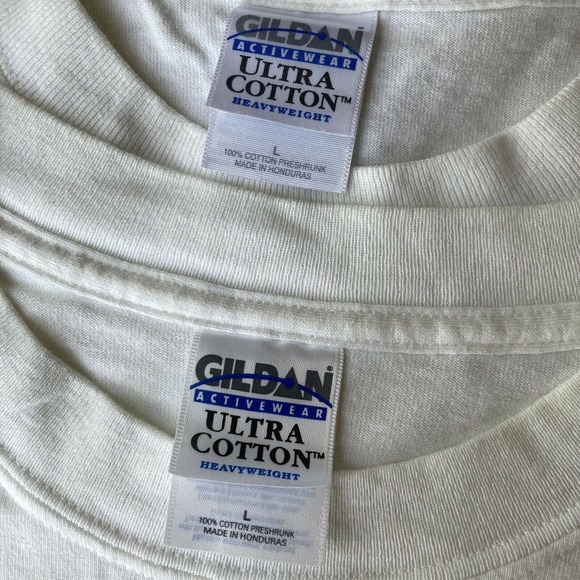 GILDAN®
ACTIVEWEAR
ULTRA
COTTON™
HEAVYWEIGHT
L
100% COTTON PRESHRUNK
MADE IN HONDURAS
GILDAN®
ACTIVEWEAR
ULTRA
COTTON™
HEAVYWEIGHT
L
100% COTTON PRESHRUNK
MADE IN HONDURAS